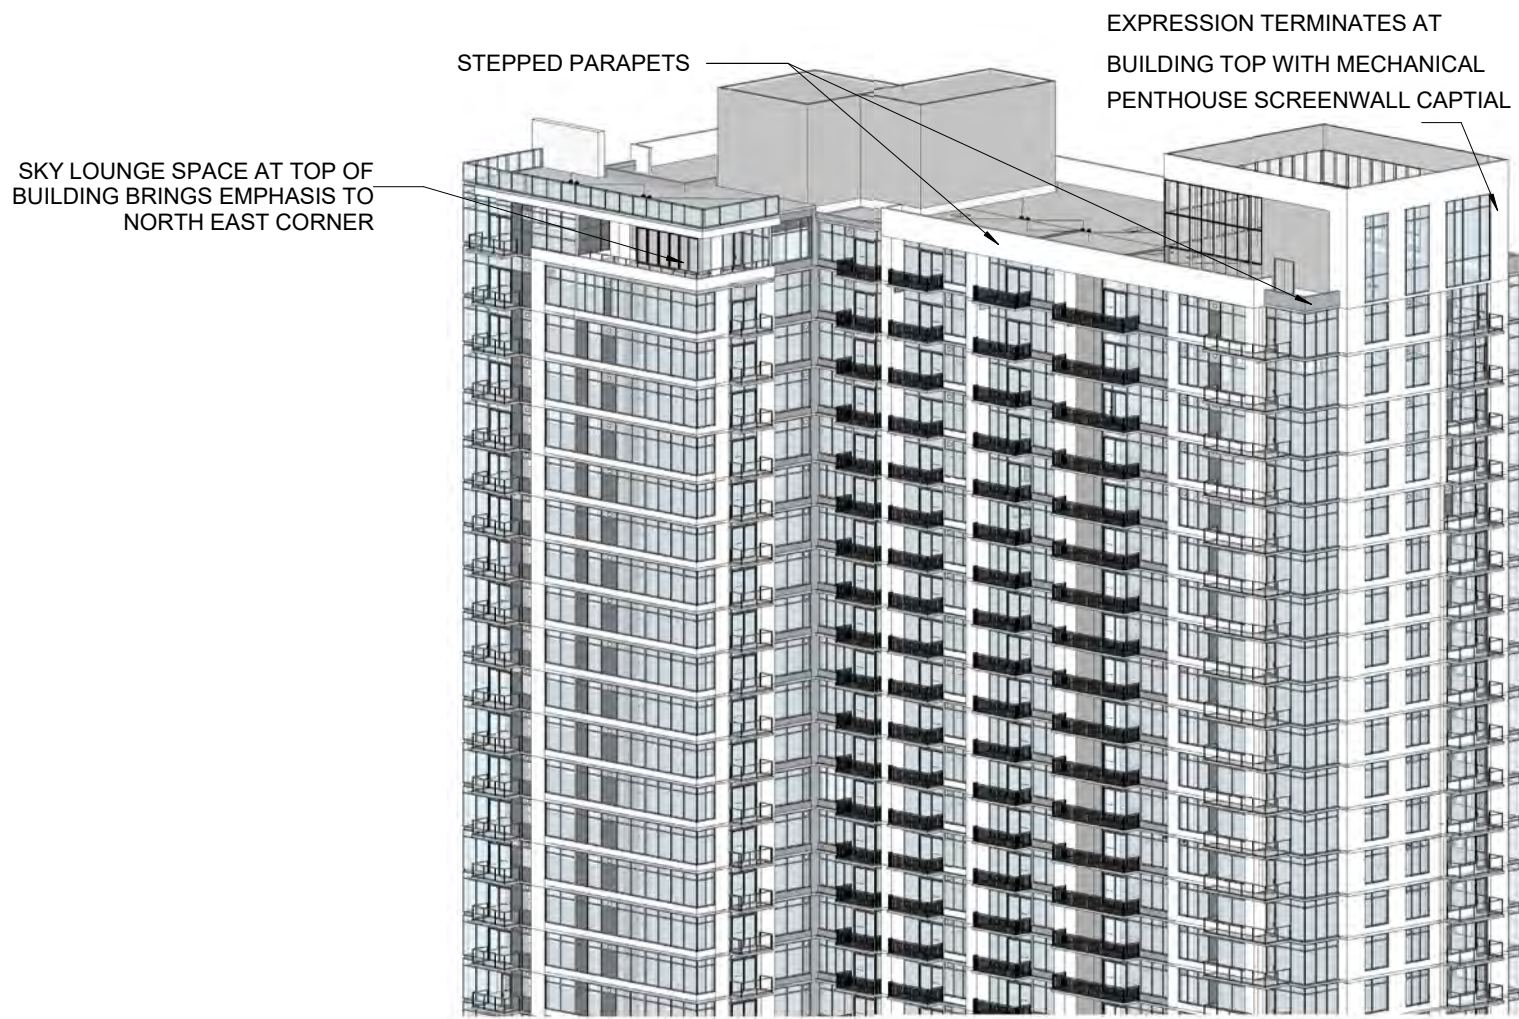 EXPRESSION TERMINATES AT
BUILDING TOP WITH MECHANICAL
PENTHOUSE SCREENWALL CAPTIAL
STEPPED PARAPETS
SKY LOUNGE SPACE AT TOP OF
BUILDING BRINGS EMPHASIS TO
NORTH EAST CORNER